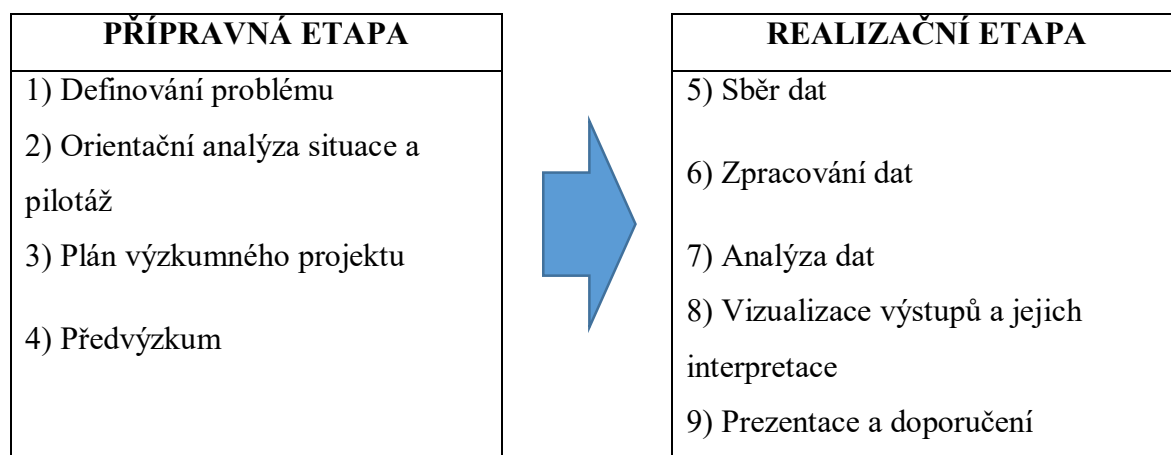 PŘÍPRAVNÁ ETAPA
1) Definování problému
2) Orientační analýza situace a
pilotáž
3) Plán výzkumného projektu
4) Předvýzkum
REALIZAČNÍ ETAPA
5) Sběr dat
6) Zpracování dat
7) Analýza dat
8) Vizualizace výstupů a jejich
interpretace
9) Prezentace a doporučení